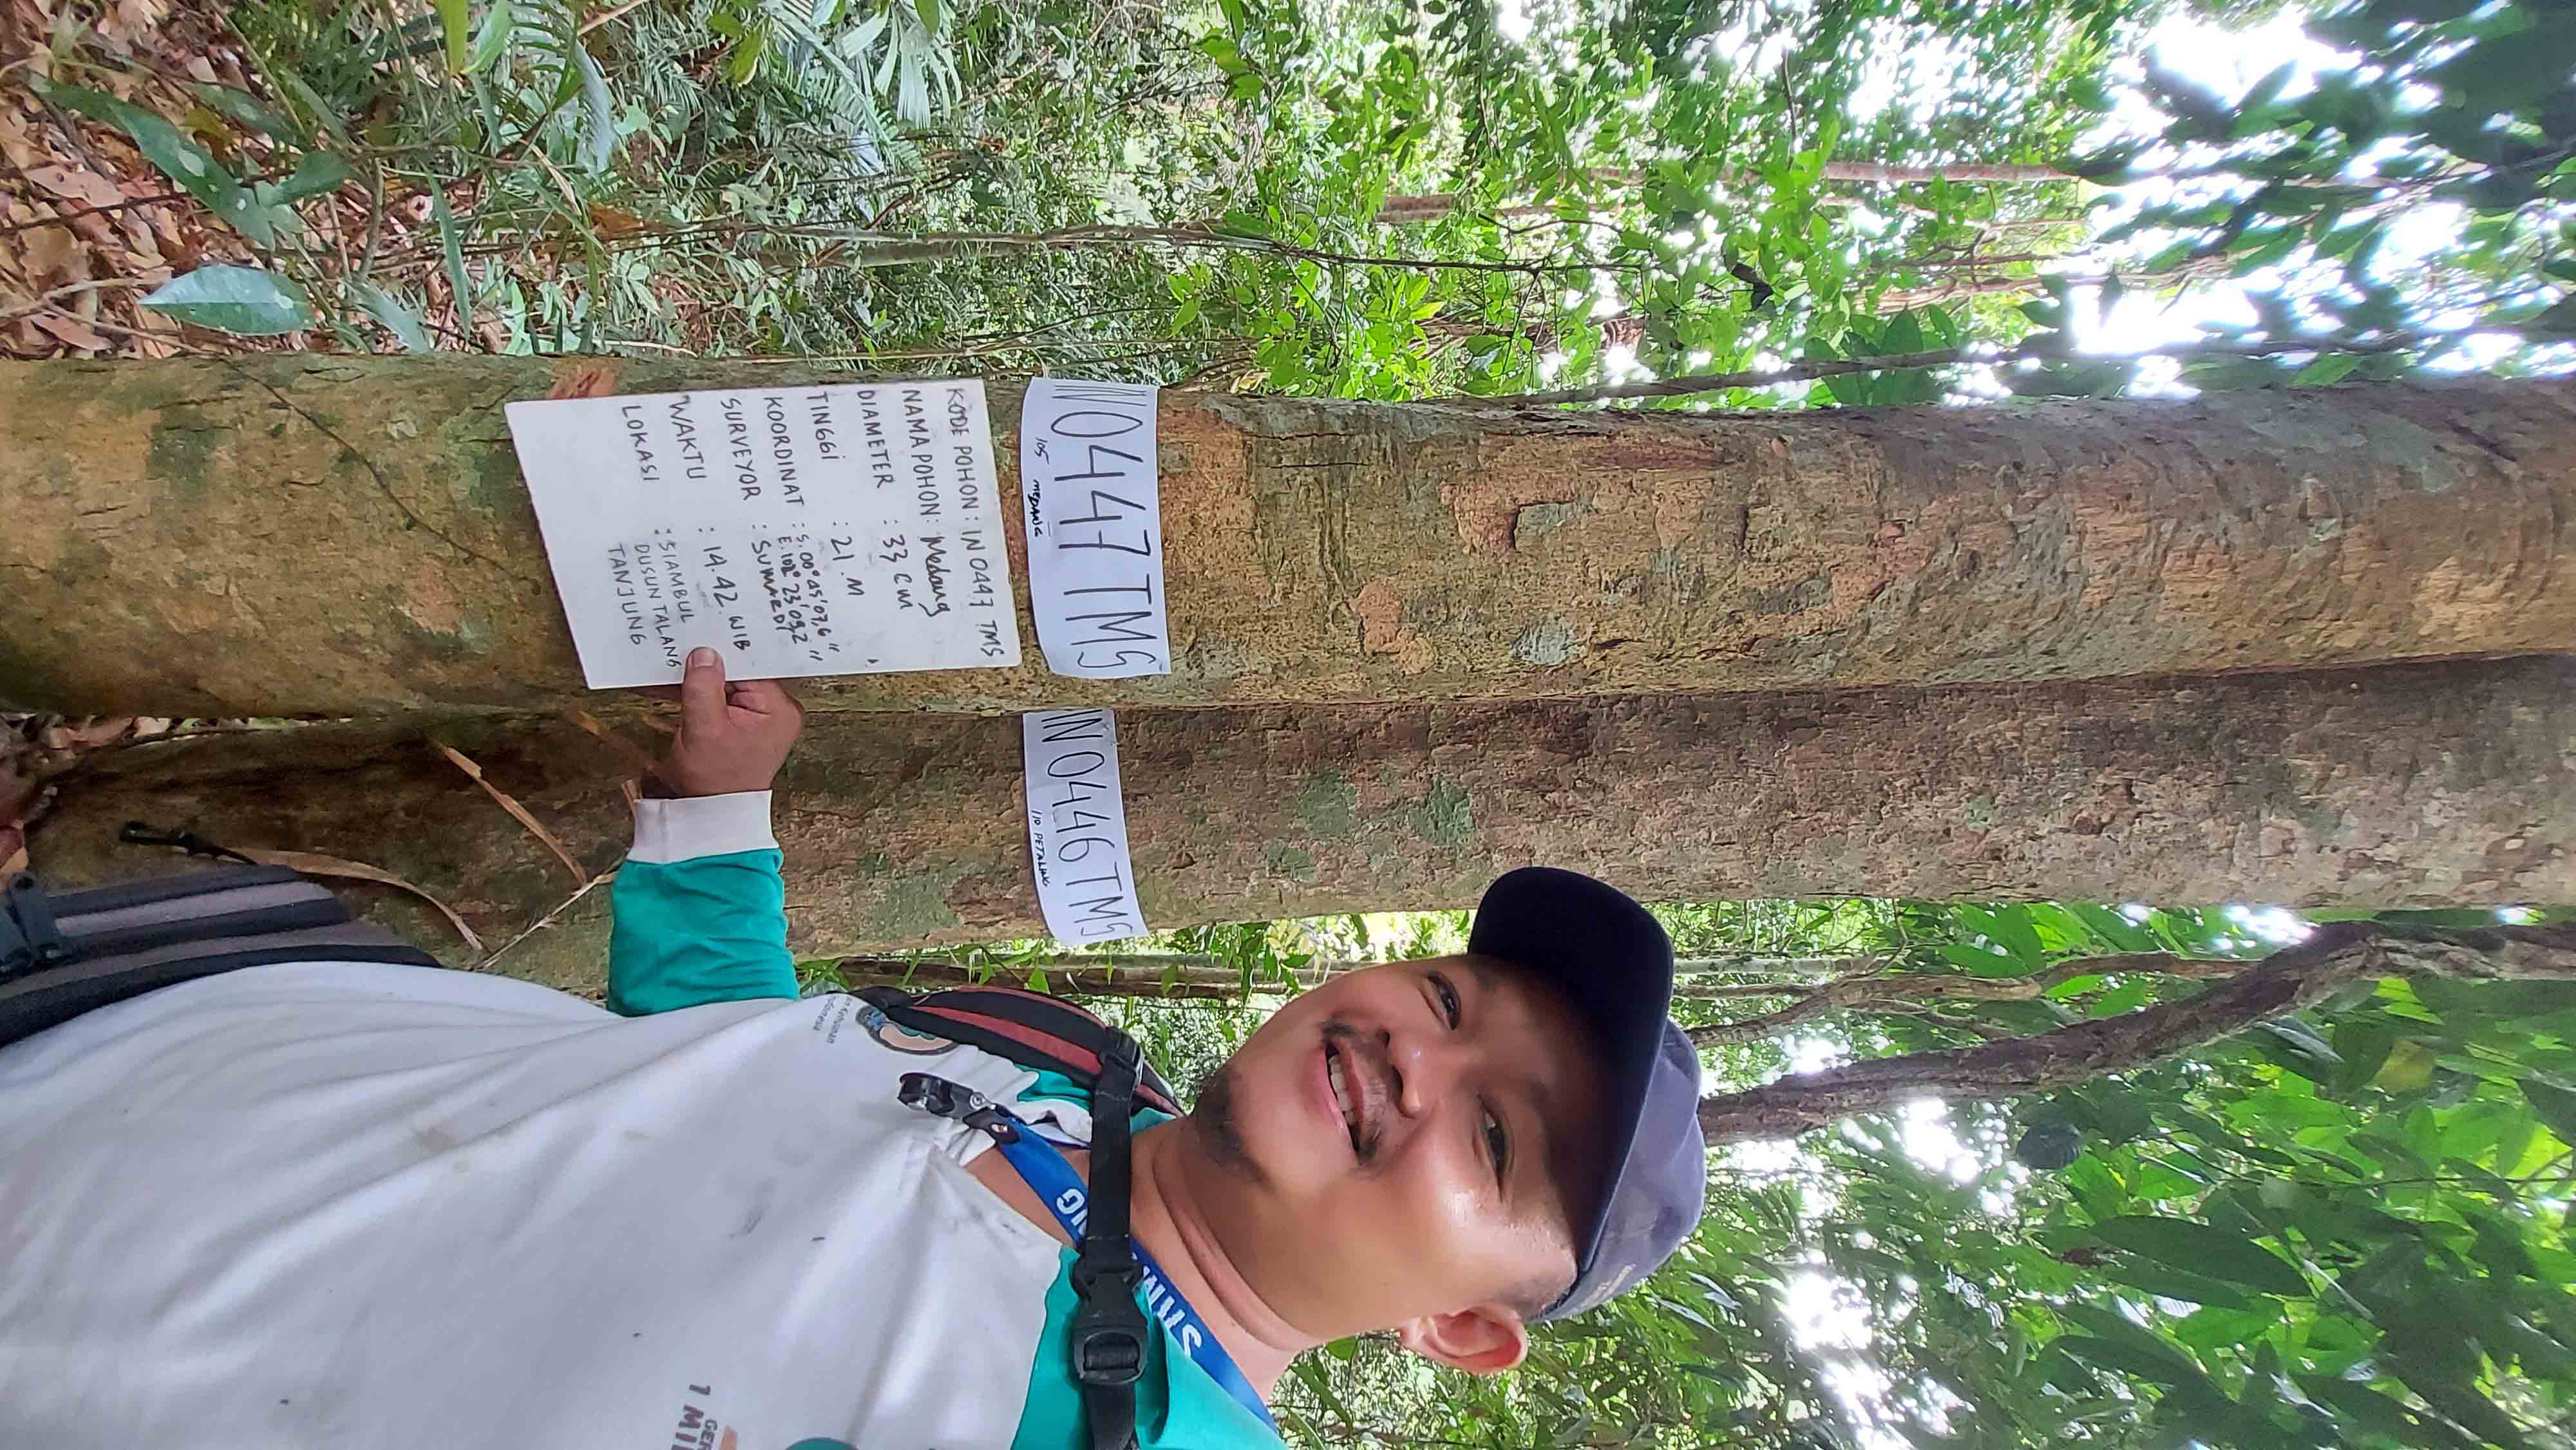 IN 0447 TMS
105 MEDANG
IN 0446 TMS
110 PETALING
KODE POHON : IN 0447 TMS
NAMA POHON : Medang
DIAMETER : 33 cm
TINGGI : 21 M
KOORDINAT : S. 00° 45' 07,6"
E. 102° 23' 09,2"
SURVEYOR : SUMARDI
WAKTU : 14.42 WIB
LOKASI : SIAMBUL
DUSUN TALANG
TANJUNG
Indonesia
1